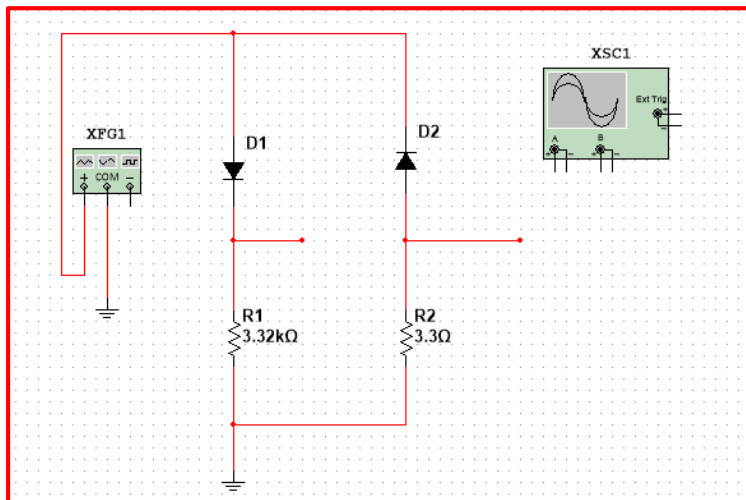 XSC1
Ext Trig
+
−
A
B
+ −
+ −
XFG1
+ COM −
D1
D2
R1
3.32kΩ
R2
3.3Ω